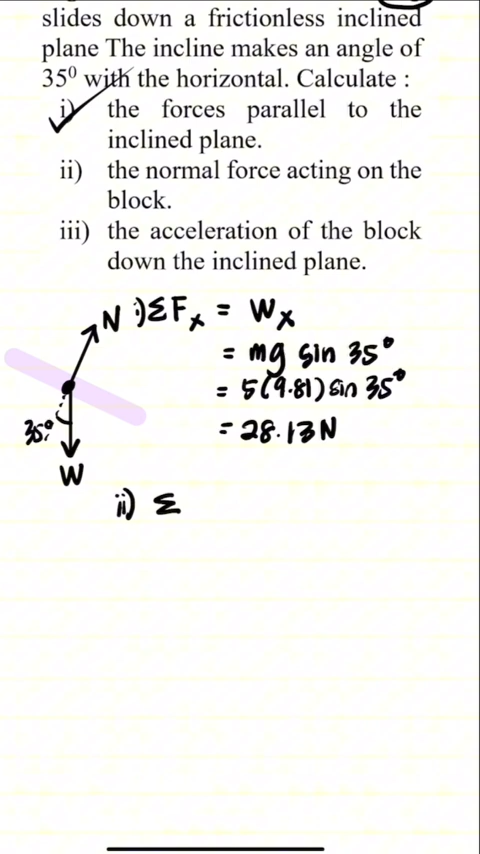 slides down a frictionless inclined
plane The incline makes an angle of
35⁰ with the horizontal. Calculate :
i) the forces parallel to the
inclined plane.
ii) the normal force acting on the
block.
iii) the acceleration of the block
down the inclined plane.
N i) ΣFx = Wx
= mg sin 35°
= 5(9.81) sin 35°
= 28.13N
35°
W
ii) Σ